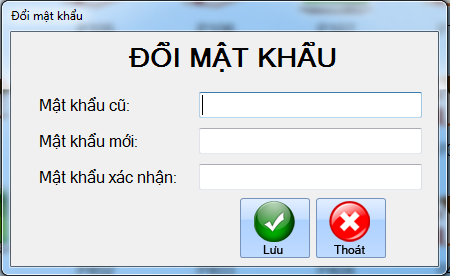 Đổi mật khẩu
ĐỔI MẬT KHẨU
Mật khẩu cũ:
Mật khẩu mới:
Mật khẩu xác nhận:
Lưu Thoát